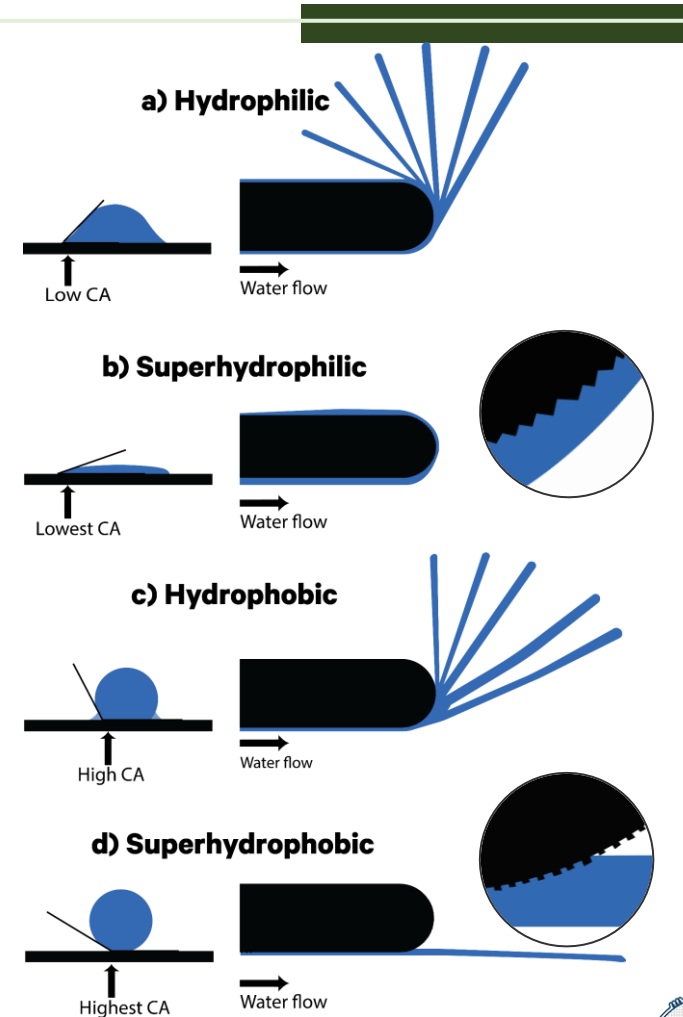 a) Hydrophilic
Low CA
Water flow
b) Superhydrophilic
Lowest CA
Water flow
c) Hydrophobic
High CA
Water flow
d) Superhydrophobic
Highest CA
Water flow